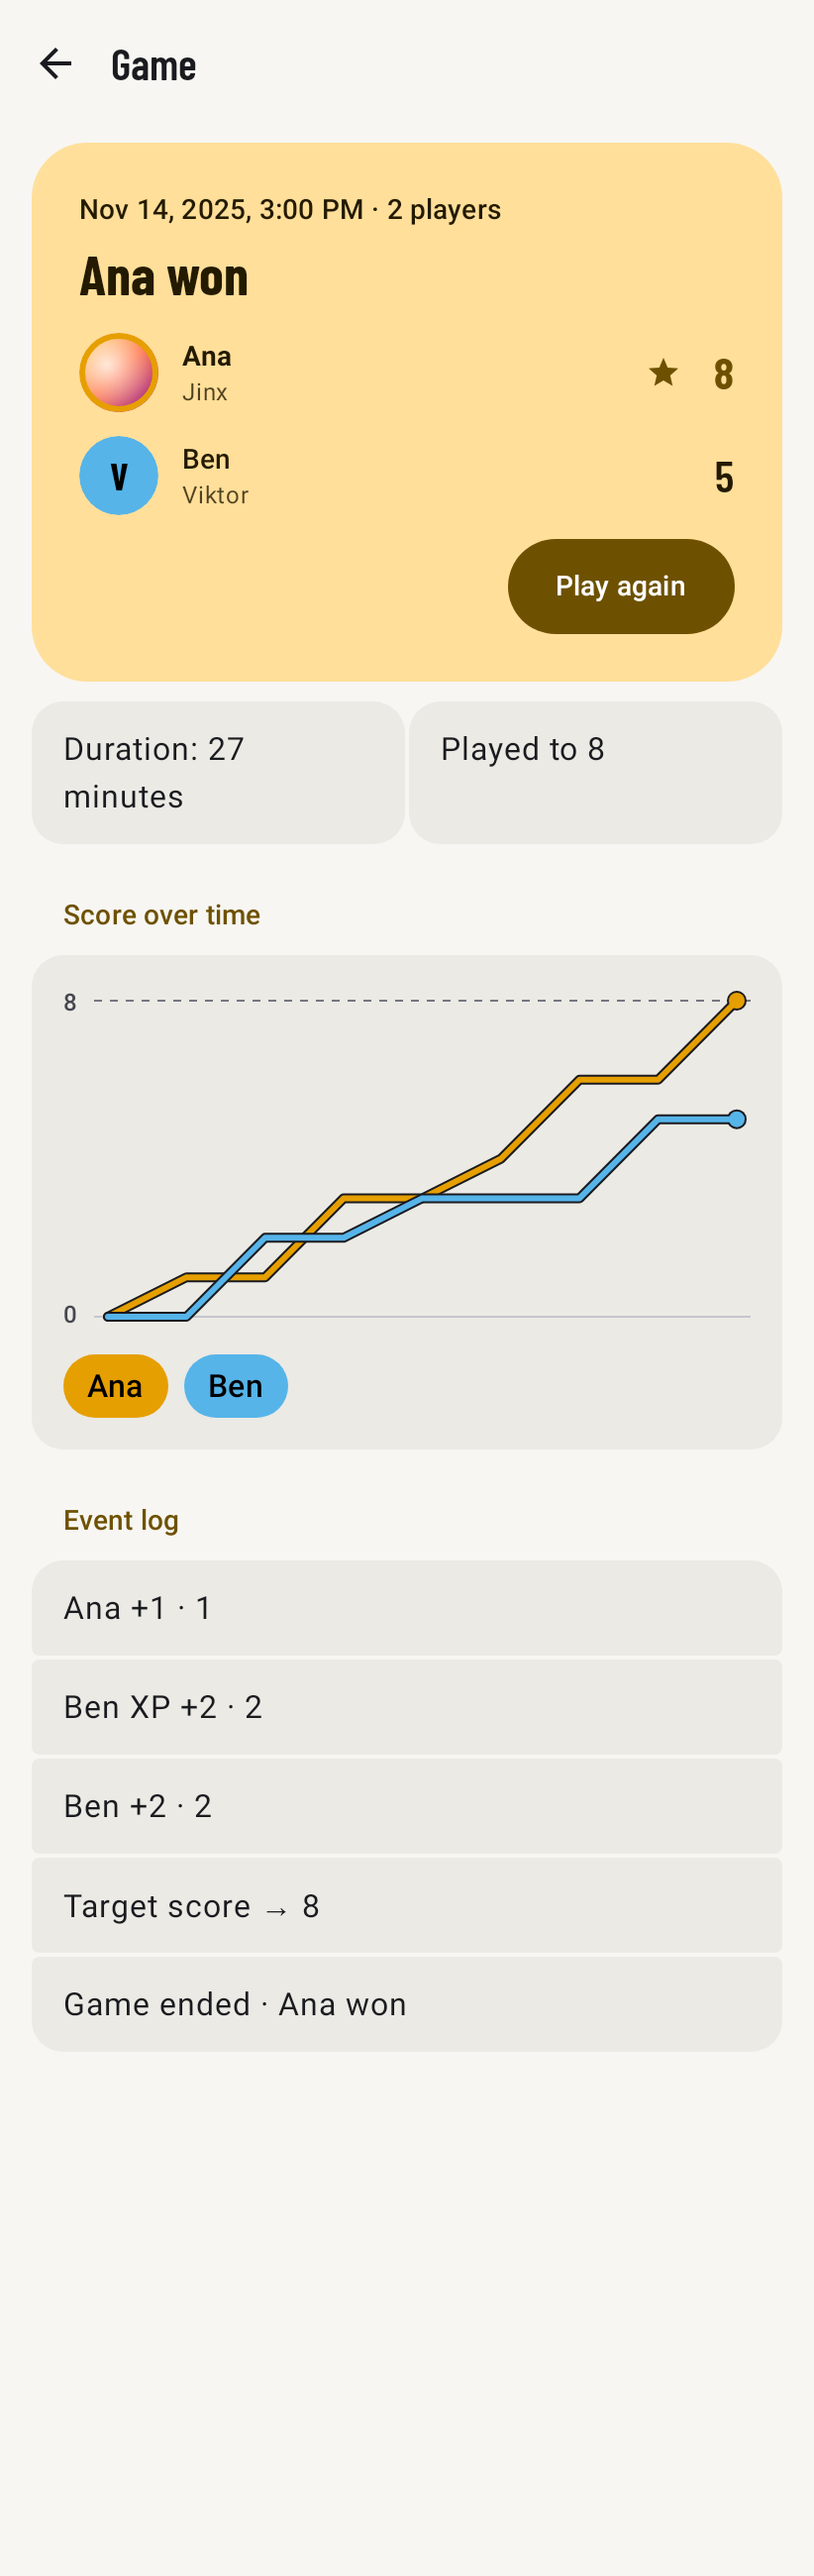 Game
Nov 14, 2025, 3:00 PM · 2 players
Ana won
Ana
Jinx
8
V
Ben
Viktor
5
Play again
Duration: 27
minutes
Played to 8
Score over time
8
0
Ana
Ben
Event log
Ana +1 · 1
Ben XP +2 · 2
Ben +2 · 2
Target score → 8
Game ended · Ana won